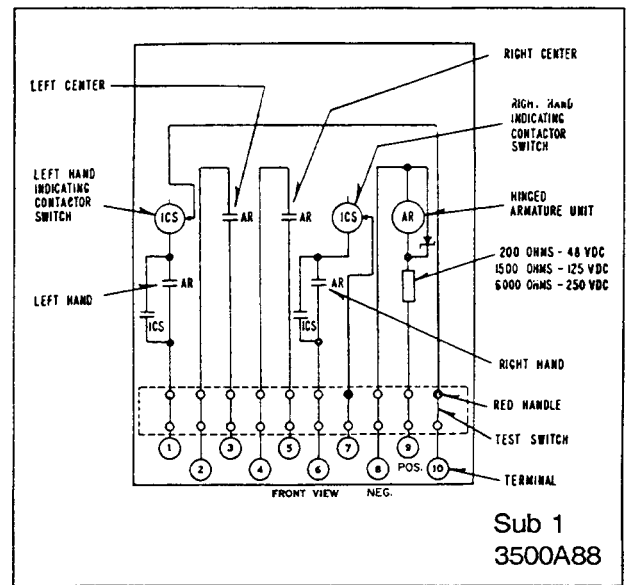 RIGHT CENTER
LEFT CENTER
RIGHT HAND
INDICATING
CONTACTOR
SWITCH
LEFT HAND
INDICATING
CONTACTOR
SWITCH
ICS
AR
AR
ICS
AR
HINGED
ARMATURE UNIT
200 OHMS - 48 VDC
1500 OHMS - 125 VDC
6000 OHMS - 250 VDC
LEFT HAND
AR
ICS
AR
ICS
RIGHT HAND
RED HANDLE
TEST SWITCH
1
2
3
4
5
6
7
8
9
10
POS.
TERMINAL
FRONT VIEW
NEG.
Sub 1
3500A88